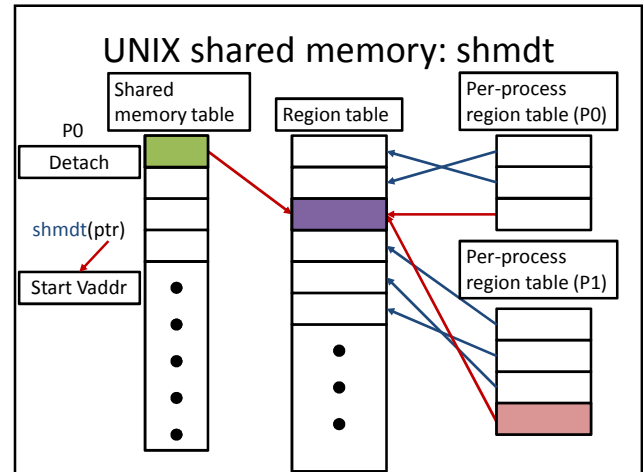 UNIX shared memory: shmdt
Shared
memory table
Region table
Per-process
region table (P0)
P0
Detach
shmdt(ptr)
Start Vaddr
Per-process
region table (P1)